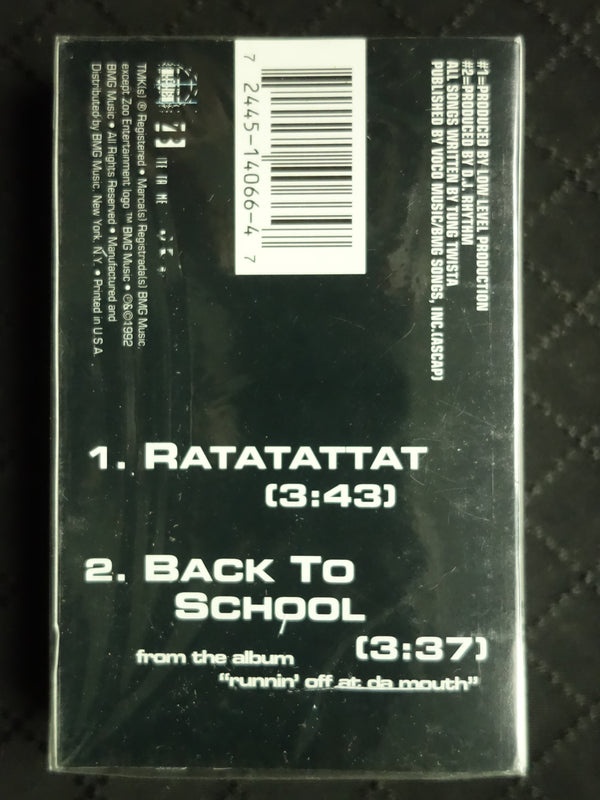 #1=PRODUCED BY LOW LEVEL PRODUCTION
#2=PRODUCED BY D.J. RHYTHM
ALL SONGS WRITTEN BY TUNG TWISTA
PUBLISHED BY VOCO MUSIC/BMG SONGS, INC.(ASCAP)
7 2445-14066-4 7
TMK(s) ® Registered • Marca(s) Registrada(s) BMG Music,
except Zoo Entertainment logo ™ BMG Music • ℗&©1992
BMG Music • All Rights Reserved • Manufactured and
Distributed by BMG Music, New York, N.Y. • Printed in U S A
1. RATATATTAT
(3:43)
2. BACK TO
SCHOOL
(3:37)
from the album
"runnin' off at da mouth"